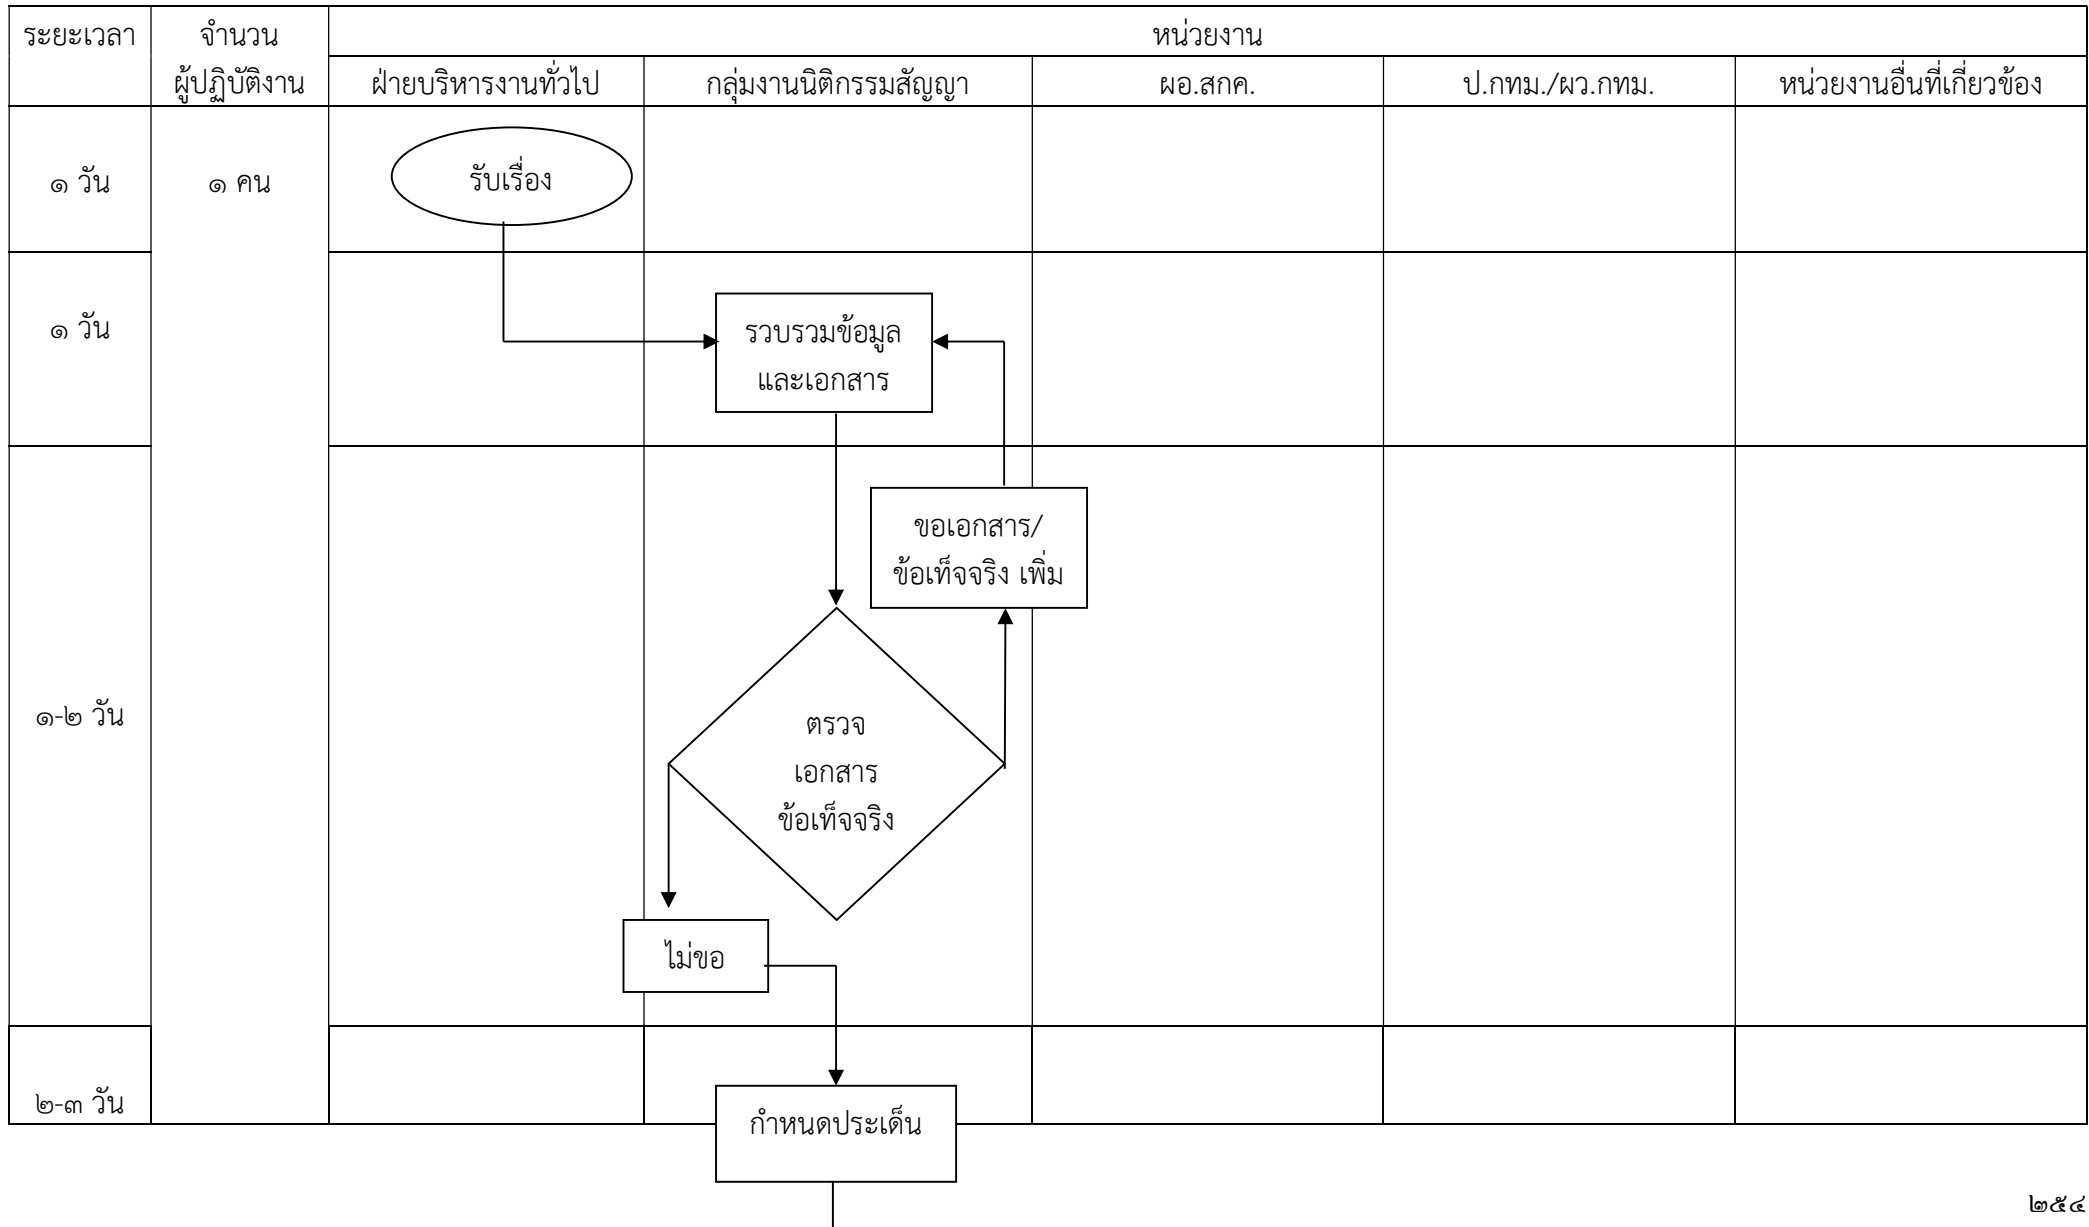 ระยะเวลา
จำนวน
ผู้ปฏิบัติงาน
หน่วยงาน
ฝ่ายบริหารงานทั่วไป
กลุ่มงานนิติกรรมสัญญา
ผอ.สกค.
ป.กทม./ผว.กทม.
หน่วยงานอื่นที่เกี่ยวข้อง
๑ วัน
๑ คน
รับเรื่อง
๑ วัน
รวบรวมข้อมูล
และเอกสาร
ขอเอกสาร/
ข้อเท็จจริง เพิ่ม
๑-๒ วัน
ตรวจ
เอกสาร
ข้อเท็จจริง
ไม่ขอ
๒-๓ วัน
กำหนดประเด็น
๒๕๔